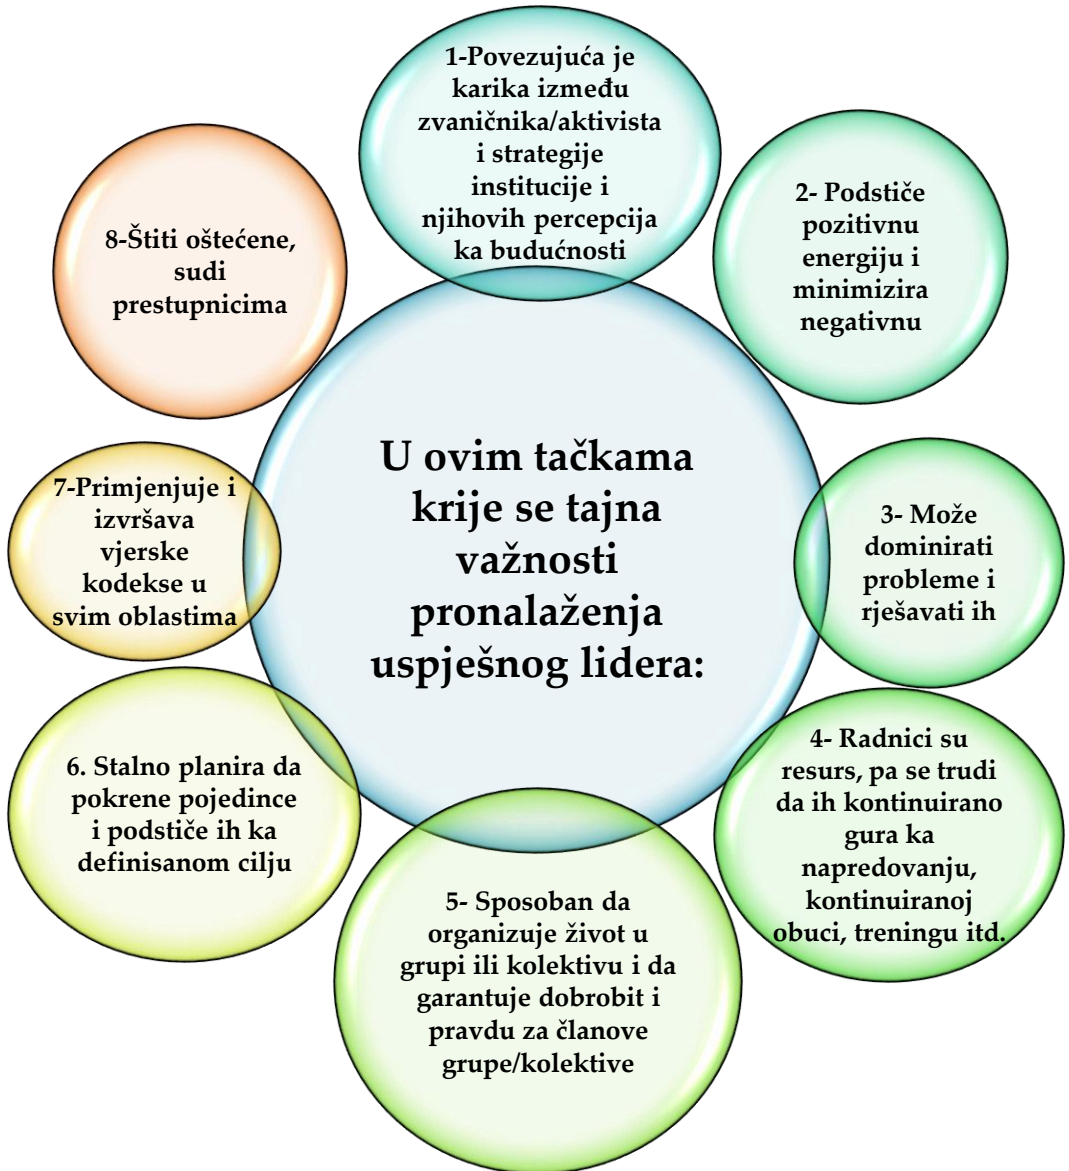 1-Povezujuća je
karika između
zvaničnika/aktivista
i strategije
institucije i
njihovih percepcija
ka budućnosti
2- Podstiče
pozitivnu
energiju i
minimizira
negativnu
3- Može
dominirati
probleme i
rješavati ih
4- Radnici su
resurs, pa se trudi
da ih kontinuirano
gura ka
napredovanju,
kontinuiranoj
obuci, treningu itd.
5- Sposoban da
organizuje život u
grupi ili kolektivu i da
garantuje dobrobit i
pravdu za članove
grupe/kolektive
6. Stalno planira da
pokrene pojedince
i podstiče ih ka
definisanom cilju
7-Primjenjuje i
izvršava
vjerske
kodekse u
svim oblastima
8-Štiti oštećene,
sudi
prestupnicima
U ovim tačkama
krije se tajna
važnosti
pronalaženja
uspješnog lidera: